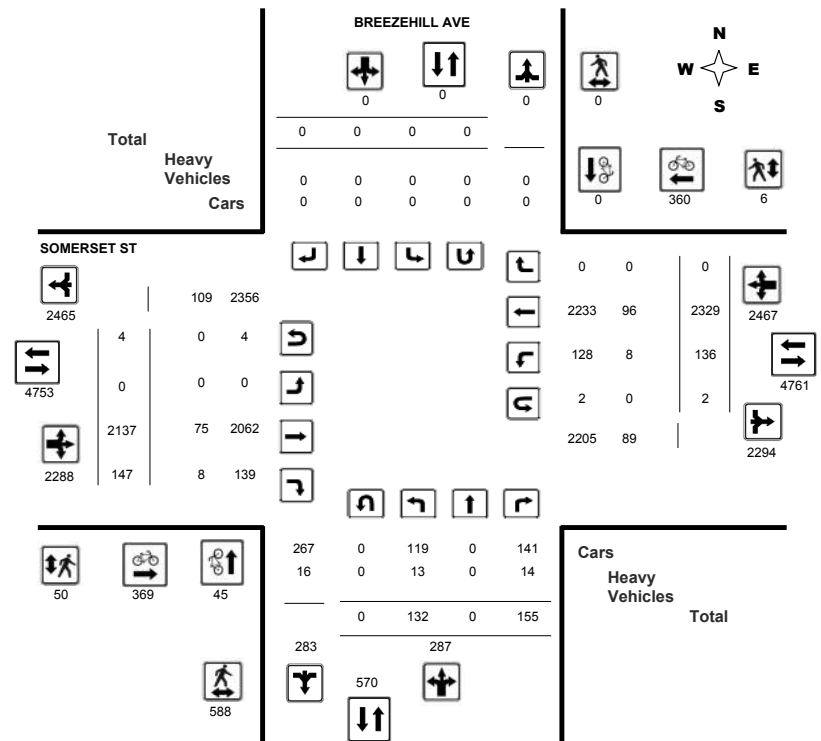 BREEZEHILL AVE
N
W E
S
0 0 0 0
Total 0 0 0 0
Heavy
Vehicles 0 0 0 0 0
Cars 0 0 0 0 0
0 360 6
SOMERSET ST
2465 109 2356
4 0 4
4753 0 0 0
2137 75 2062
2288 147 8 139
0 0 0
2233 96 2329 2467
128 8 136 4761
2 0 2
2205 89 2294
50 369 45
588
267 0 119 0 141
16 0 13 0 14
0 132 0 155
283 287
570
Cars
Heavy
Vehicles
Total